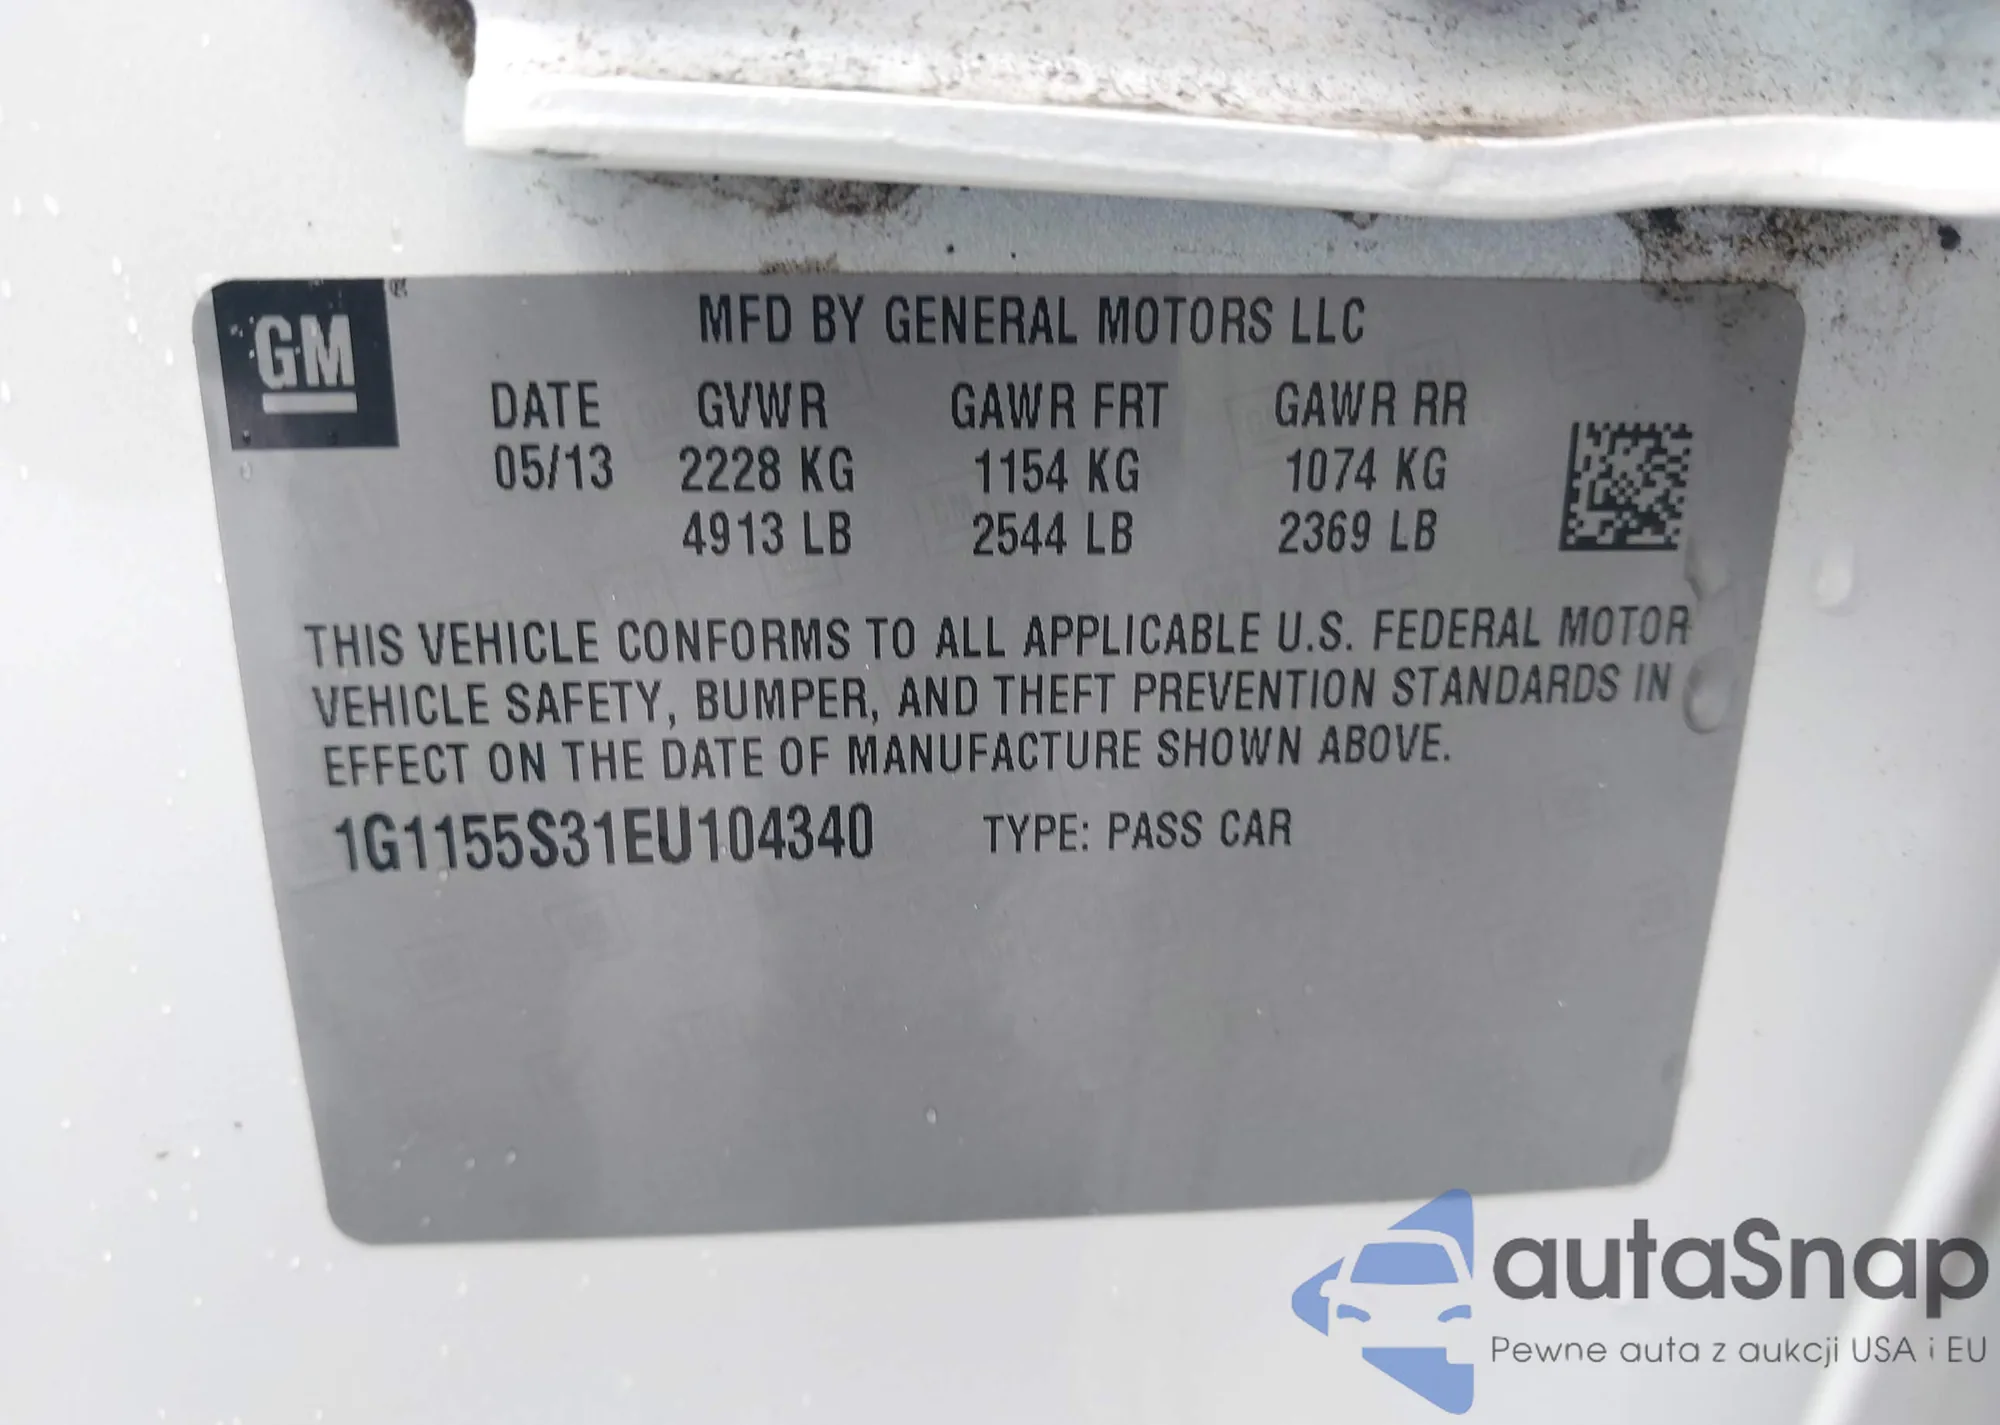 GM
MFD BY GENERAL MOTORS LLC
DATE GVWR GAWR FRT GAWR RR
05/13 2228 KG 1154 KG 1074 KG
4913 LB 2544 LB 2369 LB
THIS VEHICLE CONFORMS TO ALL APPLICABLE U.S. FEDERAL MOTOR
VEHICLE SAFETY, BUMPER, AND THEFT PREVENTION STANDARDS IN
EFFECT ON THE DATE OF MANUFACTURE SHOWN ABOVE.
1G1155S31EU104340 TYPE: PASS CAR
autaSnap
Pewne auta z aukcji USA i EU